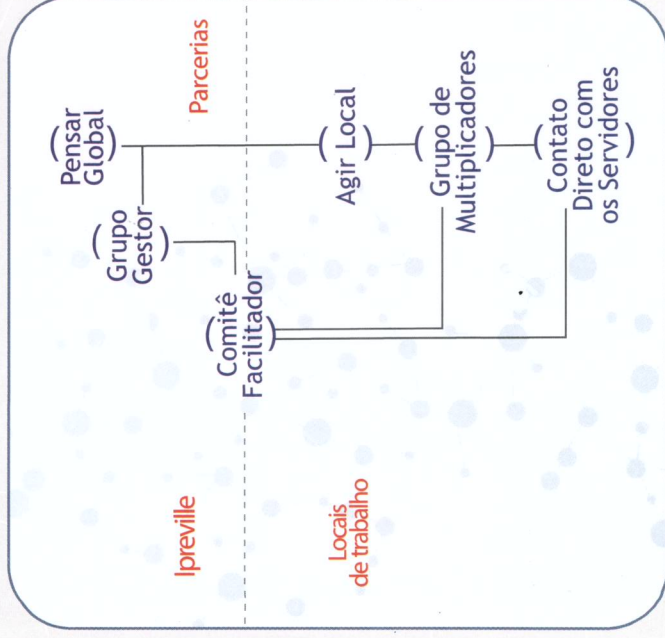 Pensar
Global
Parcerias
Grupo
Gestor
Comitê
Facilitador
Ipreville
Agir Local
Grupo de
Multiplicadores
Locais
de trabalho
Contato
Direto com
os Servidores